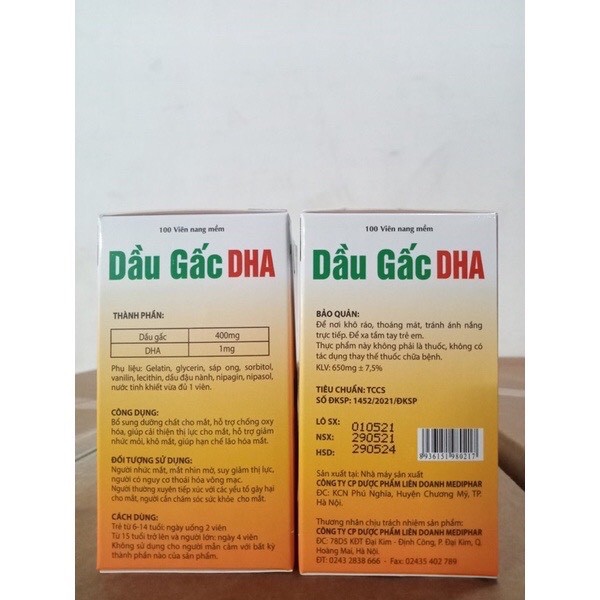 100 Viên nang mềm
Dầu Gấc DHA
THÀNH PHẦN:
Dầu gấc 400mg
DHA 1mg
Phụ liệu: Gelatin, glycerin, sáp ong, sorbitol,
vanilin, lecithin, dầu đậu nành, nipagin, nipasol,
nước tinh khiết vừa đủ 1 viên.
CÔNG DỤNG:
Bổ sung dưỡng chất cho mắt, hỗ trợ chống oxy
hóa, giúp cải thiện thị lực cho mắt, hỗ trợ giảm
nhức mỏi, khô mắt, giúp hạn chế lão hóa mắt.
ĐỐI TƯỢNG SỬ DỤNG:
Người nhức mắt, mắt nhìn mờ, suy giảm thị lực,
người có nguy cơ thoái hóa võng mạc.
Người thường xuyên tiếp xúc với các yếu tố gây hại
cho mắt, người cần chăm sóc sức khỏe cho mắt.
CÁCH DÙNG:
Trẻ từ 6-14 tuổi: ngày uống 2 viên
Từ 15 tuổi trở lên và người lớn: ngày 4 viên
Không sử dụng cho người mẫn cảm với bất kỳ
thành phần nào của sản phẩm.
100 Viên nang mềm
Dầu Gấc DHA
BẢO QUẢN:
Để nơi khô ráo, thoáng mát, tránh ánh nắng
trực tiếp. Để xa tầm tay trẻ em.
Thực phẩm này không phải là thuốc, không có
tác dụng thay thế thuốc chữa bệnh.
KLV: 650mg ± 7,5%
TIÊU CHUẨN: TCCS
SỐ ĐKSP: 1452/2021/ĐKSP
LÔ SX: 010521
NSX: 290521
HSD: 290524
8936151980217
Sản xuất tại: Nhà máy sản xuất
CÔNG TY CP DƯỢC PHẨM LIÊN DOANH MEDIPHAR
ĐC: KCN Phú Nghĩa, Huyện Chương Mỹ, TP.
Hà Nội.
Thương nhân chịu trách nhiệm sản phẩm:
CÔNG TY CP DƯỢC PHẨM LIÊN DOANH MEDIPHAR
ĐC: 78D5 KĐT Đại Kim - Định Công, P. Đại Kim, Q.
Hoàng Mai, Hà Nội.
ĐT: 0243 2838 666 - Fax: 02435 402 789